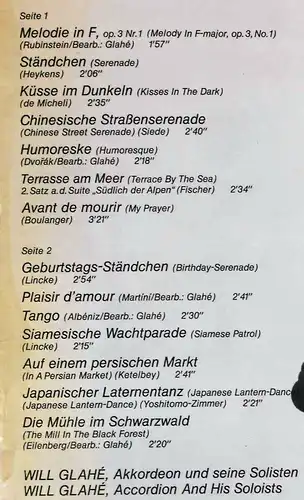 Seite 1
Melodie in F, op. 3 Nr. 1 (Melody In F-major, op. 3, No. 1)
(Rubinstein/Bearb.: Glahé) 1'57"
Ständchen (Serenade)
(Heykens) 2'06"
Küsse im Dunkeln (Kisses In The Dark)
(de Micheli) 2'35"
Chinesische Straßenserenade
(Chinese Street Serenade) (Siede) 2'40"
Humoreske (Humoresque)
(Dvořák/Bearb.: Glahé) 2'18"
Terrasse am Meer (Terrace By The Sea)
2. Satz a. d. Suite „Südlich der Alpen" (Fischer) 2'34"
Avant de mourir (My Prayer)
(Boulanger) 3'21"
Seite 2
Geburtstags-Ständchen (Birthday-Serenade)
(Lincke) 2'54"
Plaisir d'amour (Martini/Bearb.: Glahé) 2'41"
Tango (Albéniz/Bearb.: Glahé) 2'30"
Siamesische Wachtparade (Siamese Patrol)
(Lincke) 2'15"
Auf einem persischen Markt
(In A Persian Market) (Ketelbey) 2'41"
Japanischer Laternentanz (Japanese Lantern-Danc
(Japanese Lantern-Dance) (Yoshitomo-Zimmer) 2'21"
Die Mühle im Schwarzwald
(The Mill In The Black Forest)
(Eilenberg/Bearb.: Glahé) 2'20"
WILL GLAHÉ, Akkordeon und seine Solisten
WILL GLAHÉ, Accordion And His Soloists